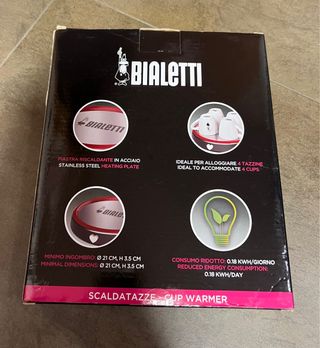 BIALETTI
BIALETTI
PIASTRA RISCALDANTE IN ACCIAIO
STAINLESS STEEL HEATING PLATE
IDEALE PER ALLOGGIARE 4 TAZZINE
IDEAL TO ACCOMMODATE 4 CUPS
BIALETTI
MINIMO INGOMBRO: Ø 21 CM, H 3.5 CM
MINIMAL DIMENSIONS: Ø 21 CM, H 3.5 CM
CONSUMO RIDOTTO: 0.18 KWH/GIORNO
REDUCED ENERGY CONSUMPTION:
0.18 KWH/DAY
SCALDATAZZE - CUP WARMER